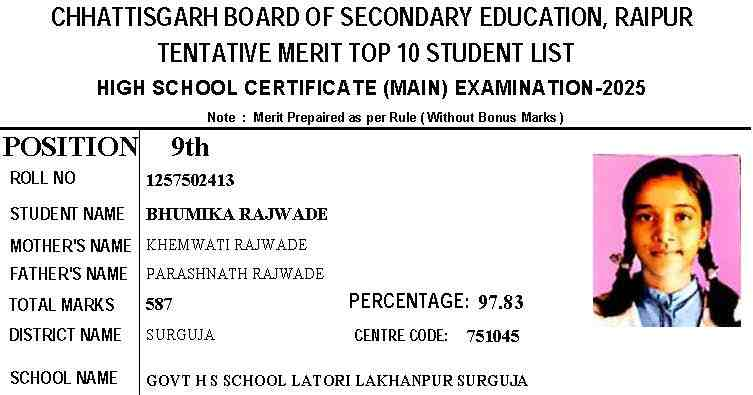 CHHATTISGARH BOARD OF SECONDARY EDUCATION, RAIPUR
TENTATIVE MERIT TOP 10 STUDENT LIST
HIGH SCHOOL CERTIFICATE (MAIN) EXAMINATION-2025
Note : Merit Prepaired as per Rule ( Without Bonus Marks )
POSITION 9th
ROLL NO 1257502413
STUDENT NAME BHUMIKA RAJWADE
MOTHER'S NAME KHEMWATI RAJWADE
FATHER'S NAME PARASHNATH RAJWADE
TOTAL MARKS 587 PERCENTAGE: 97.83
DISTRICT NAME SURGUJA CENTRE CODE: 751045
SCHOOL NAME GOVT H S SCHOOL LATORI LAKHANPUR SURGUJA